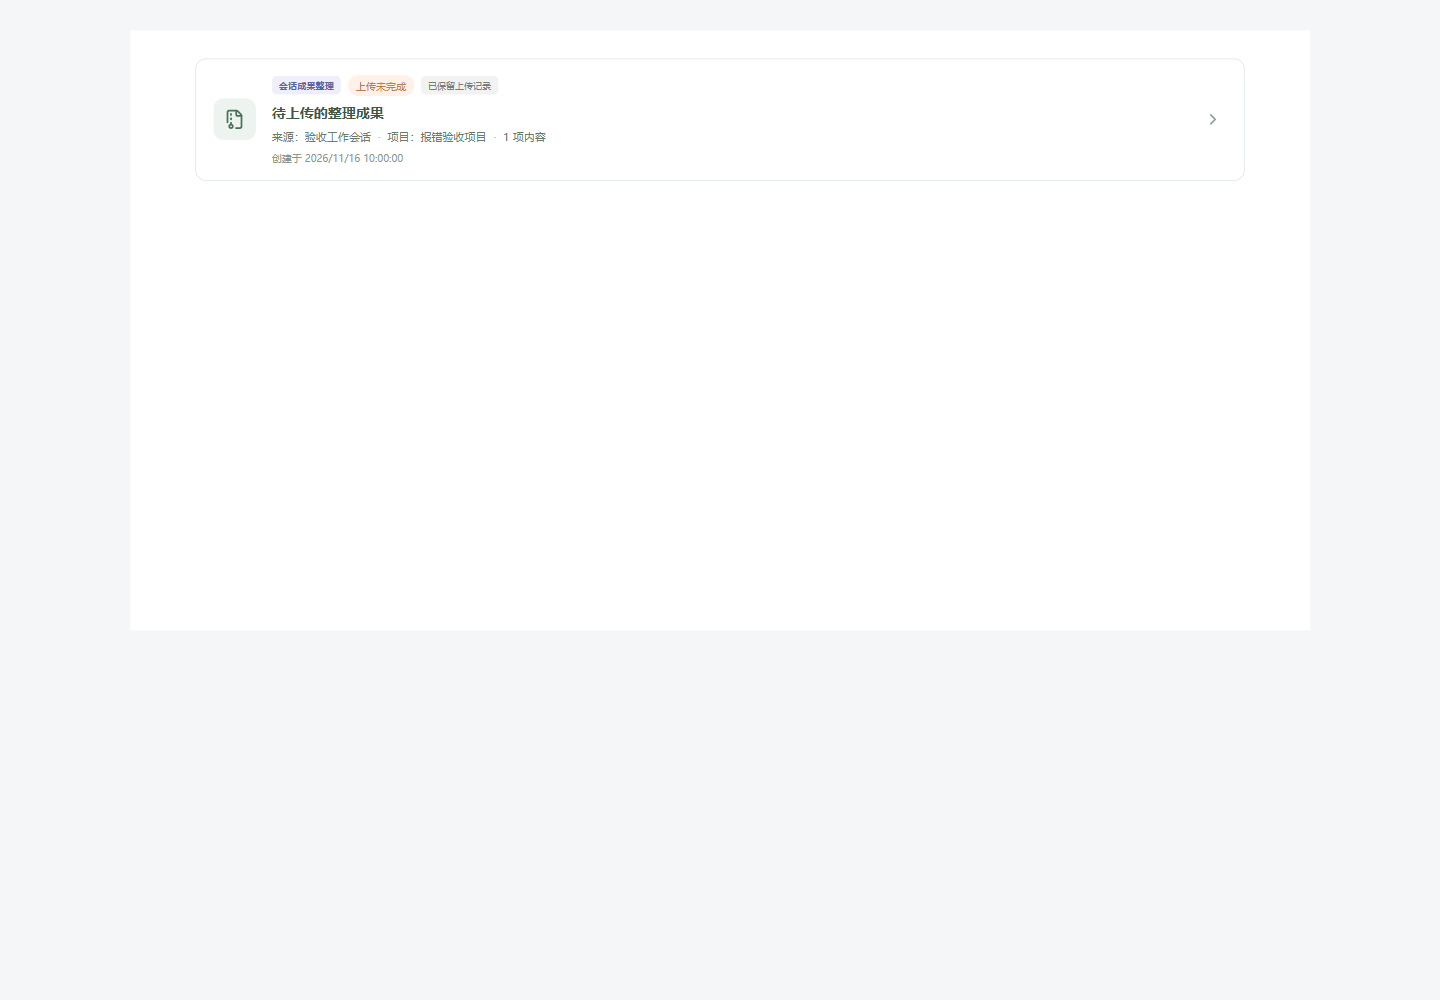 会话成果整理 上传未完成 已保留上传记录
待上传的整理成果
来源：验收工作会话 · 项目：报错验收项目 · 1 项内容
创建于 2026/11/16 10:00:00